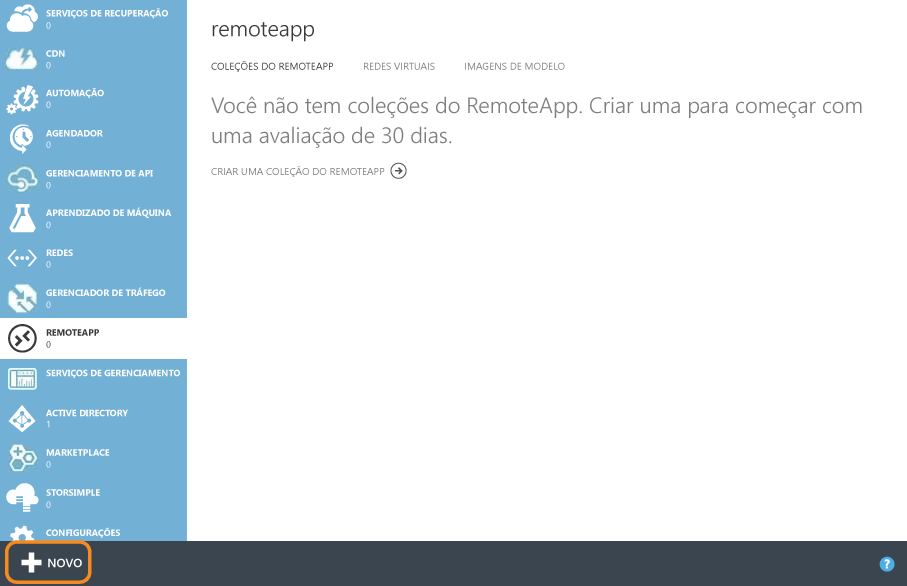 SERVIÇOS DE RECUPERAÇÃO
0
CDN
0
AUTOMAÇÃO
0
AGENDADOR
0
GERENCIAMENTO DE API
0
APRENDIZADO DE MÁQUINA
0
REDES
0
GERENCIADOR DE TRÁFEGO
0
REMOTEAPP
0
SERVIÇOS DE GERENCIAMENTO
ACTIVE DIRECTORY
1
MARKETPLACE
0
STORSIMPLE
0
CONFIGURAÇÕES
remoteapp
COLEÇÕES DO REMOTEAPP REDES VIRTUAIS IMAGENS DE MODELO
Você não tem coleções do RemoteApp. Criar uma para começar com
uma avaliação de 30 dias.
CRIAR UMA COLEÇÃO DO REMOTEAPP
NOVO
?